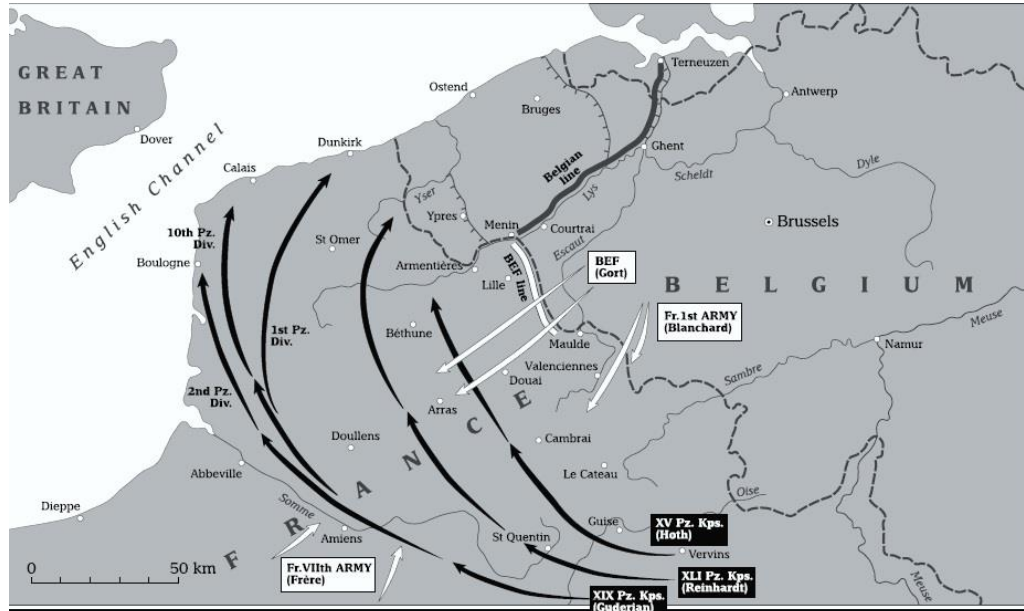 GREAT
BRITAIN
Dover
English Channel
Ostend
Bruges
Terneuzen
Antwerp
Dunkirk
Calais
Ghent
Belgian
line
Lys
Scheldt
Dyle
Yser
Ypres
Menin
Courtrai
Brussels
10th Pz.
Div.
St Omer
Escaut
Boulogne
Armentières
Lille
BEF line
BEF
(Gort)
BELGIUM
Fr.1st ARMY
(Blanchard)
Meuse
1st Pz.
Div.
Béthune
Maulde
Namur
Valenciennes
Sambre
Douai
2nd Pz.
Div.
Arras
Doullens
Cambrai
Le Cateau
Abbeville
Dieppe
Somme
FRANCE
Oise
Guise
XV Pz. Kps.
(Hoth)
Amiens
St Quentin
Vervins
Fr.VIIth ARMY
(Frère)
XLI Pz. Kps.
(Reinhardt)
0 50 km
XIX Pz. Kps.
(Guderian)
Meuse